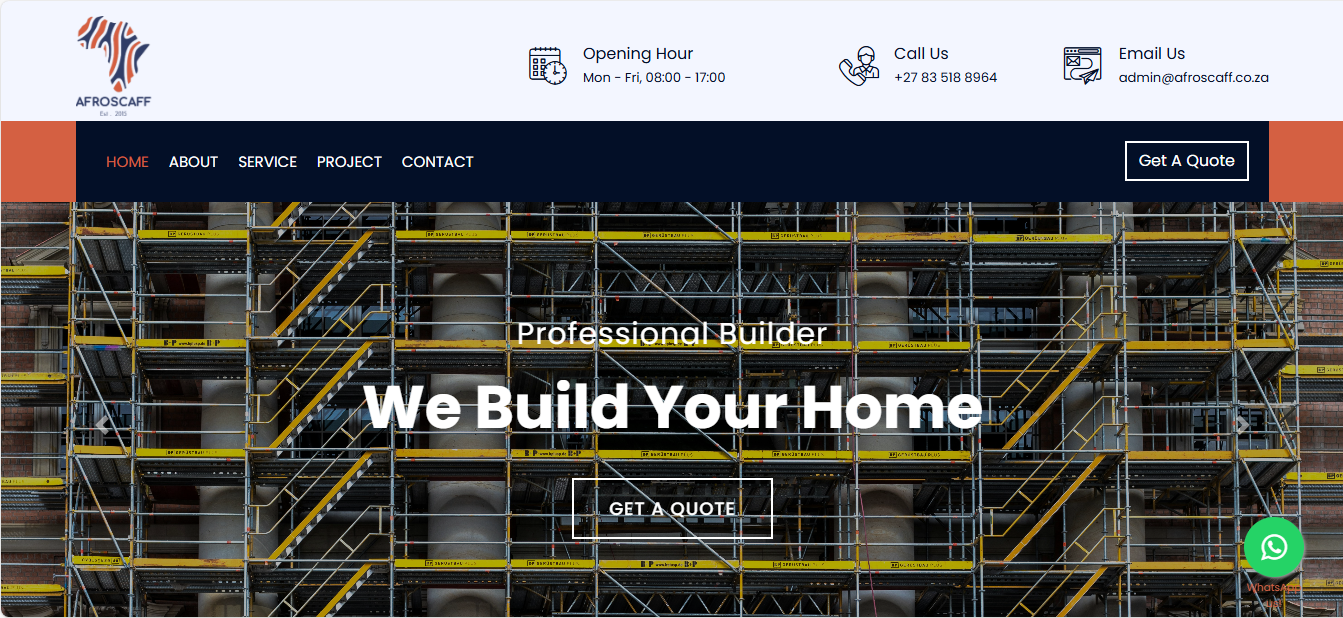 AFROSCAFF
Est . 2015
Opening Hour
Mon - Fri, 08:00 - 17:00
Call Us
+27 83 518 8964
Email Us
admin@afroscaff.co.za
HOME
ABOUT
SERVICE
PROJECT
CONTACT
Get A Quote
Professional Builder
We Build Your Home
GET A QUOTE
WhatsApp